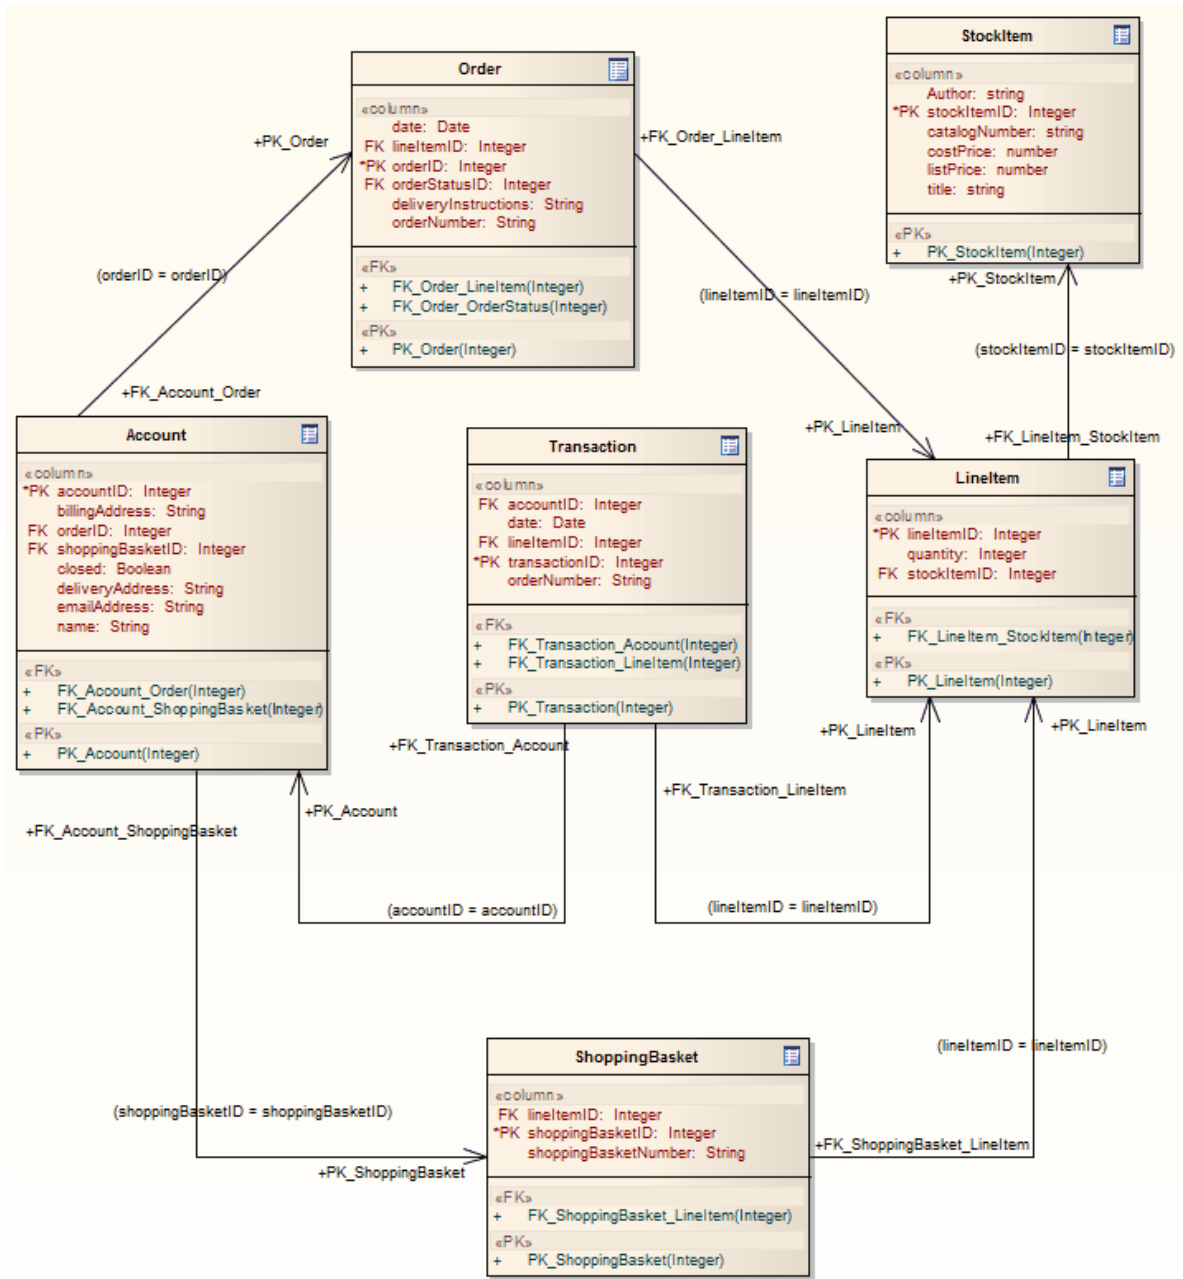 StockItem
«column»
Author: string
*PK stockItemID: Integer
catalogNumber: string
costPrice: number
listPrice: number
title: string
«PK»
+ PK_StockItem(Integer)
+PK_StockItem
Order
«column»
date: Date
FK lineItemID: Integer
*PK orderID: Integer
FK orderStatusID: Integer
deliveryInstructions: String
orderNumber: String
«FK»
+ FK_Order_LineItem(Integer)
+ FK_Order_OrderStatus(Integer)
«PK»
+ PK_Order(Integer)
+PK_Order
+FK_Order_LineItem
(orderID = orderID)
(lineItemID = lineItemID)
(stockItemID = stockItemID)
+FK_Account_Order
+PK_LineItem
+FK_LineItem_StockItem
Account
«column»
*PK accountID: Integer
billingAddress: String
FK orderID: Integer
FK shoppingBasketID: Integer
closed: Boolean
deliveryAddress: String
emailAddress: String
name: String
«FK»
+ FK_Account_Order(Integer)
+ FK_Account_ShoppingBasket(Integer)
«PK»
+ PK_Account(Integer)
Transaction
«column»
FK accountID: Integer
date: Date
FK lineItemID: Integer
*PK transactionID: Integer
orderNumber: String
«FK»
+ FK_Transaction_Account(Integer)
+ FK_Transaction_LineItem(Integer)
«PK»
+ PK_Transaction(Integer)
LineItem
«column»
*PK lineItemID: Integer
quantity: Integer
FK stockItemID: Integer
«FK»
+ FK_LineItem_StockItem(Integer)
«PK»
+ PK_LineItem(Integer)
+FK_Transaction_Account
+PK_LineItem
+PK_LineItem
+FK_Transaction_LineItem
+PK_Account
+FK_Account_ShoppingBasket
(accountID = accountID)
(lineItemID = lineItemID)
(lineItemID = lineItemID)
(shoppingBasketID = shoppingBasketID)
+PK_ShoppingBasket
+FK_ShoppingBasket_LineItem
ShoppingBasket
«column»
FK lineItemID: Integer
*PK shoppingBasketID: Integer
shoppingBasketNumber: String
«FK»
+ FK_ShoppingBasket_LineItem(Integer)
«PK»
+ PK_ShoppingBasket(Integer)